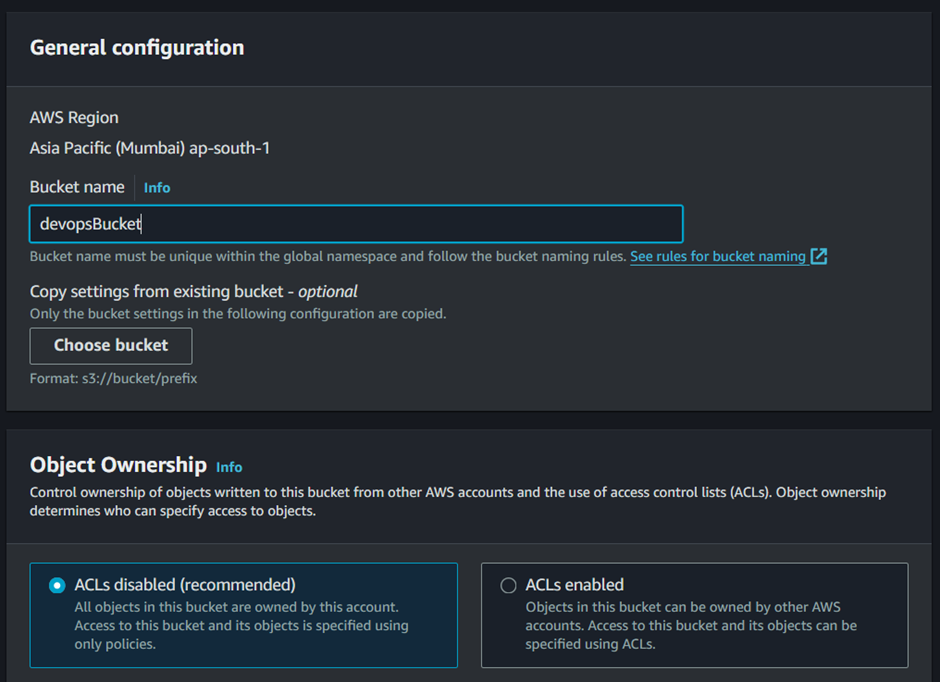 General configuration
AWS Region
Asia Pacific (Mumbai) ap-south-1
Bucket name Info
devopsBucket
Bucket name must be unique within the global namespace and follow the bucket naming rules. See rules for bucket naming
Copy settings from existing bucket - optional
Only the bucket settings in the following configuration are copied.
Choose bucket
Format: s3://bucket/prefix
Object Ownership Info
Control ownership of objects written to this bucket from other AWS accounts and the use of access control lists (ACLs). Object ownership
determines who can specify access to objects.
ACLs disabled (recommended)
All objects in this bucket are owned by this account.
Access to this bucket and its objects is specified using
only policies.
ACLs enabled
Objects in this bucket can be owned by other AWS
accounts. Access to this bucket and its objects can be
specified using ACLs.